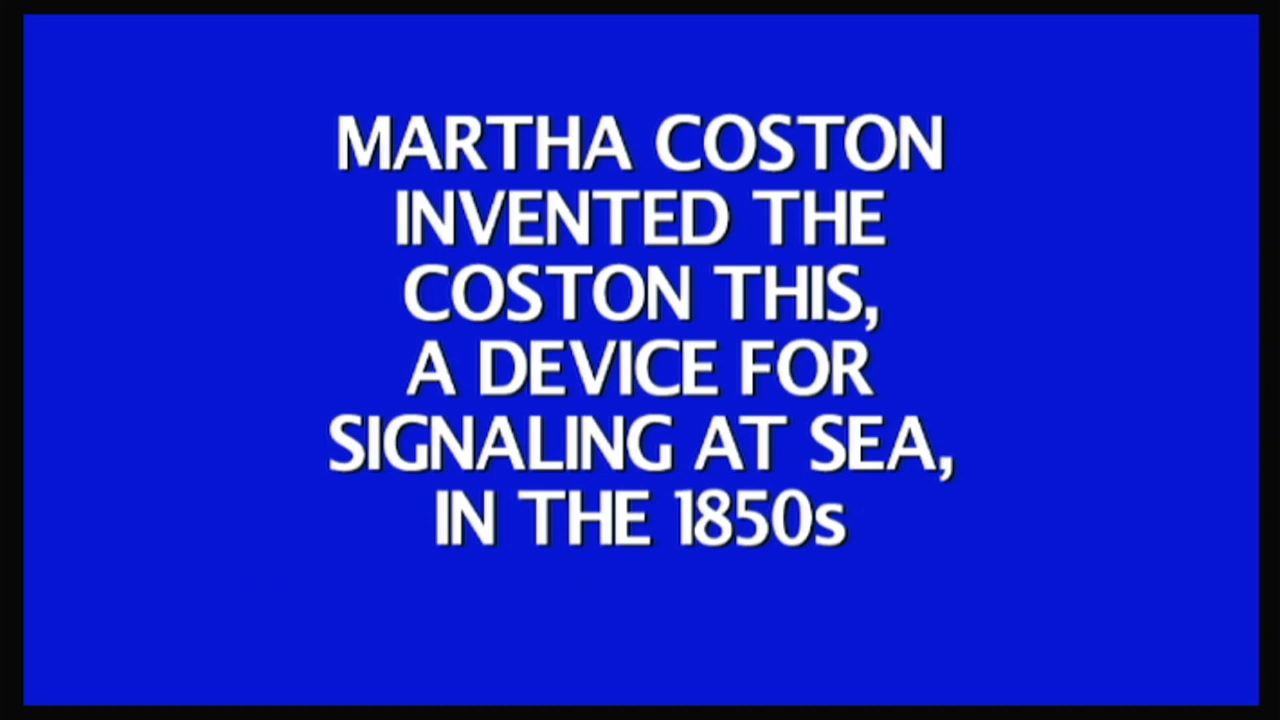 MARTHA COSTON
INVENTED THE
COSTON THIS,
A DEVICE FOR
SIGNALING AT SEA,
IN THE 1850s